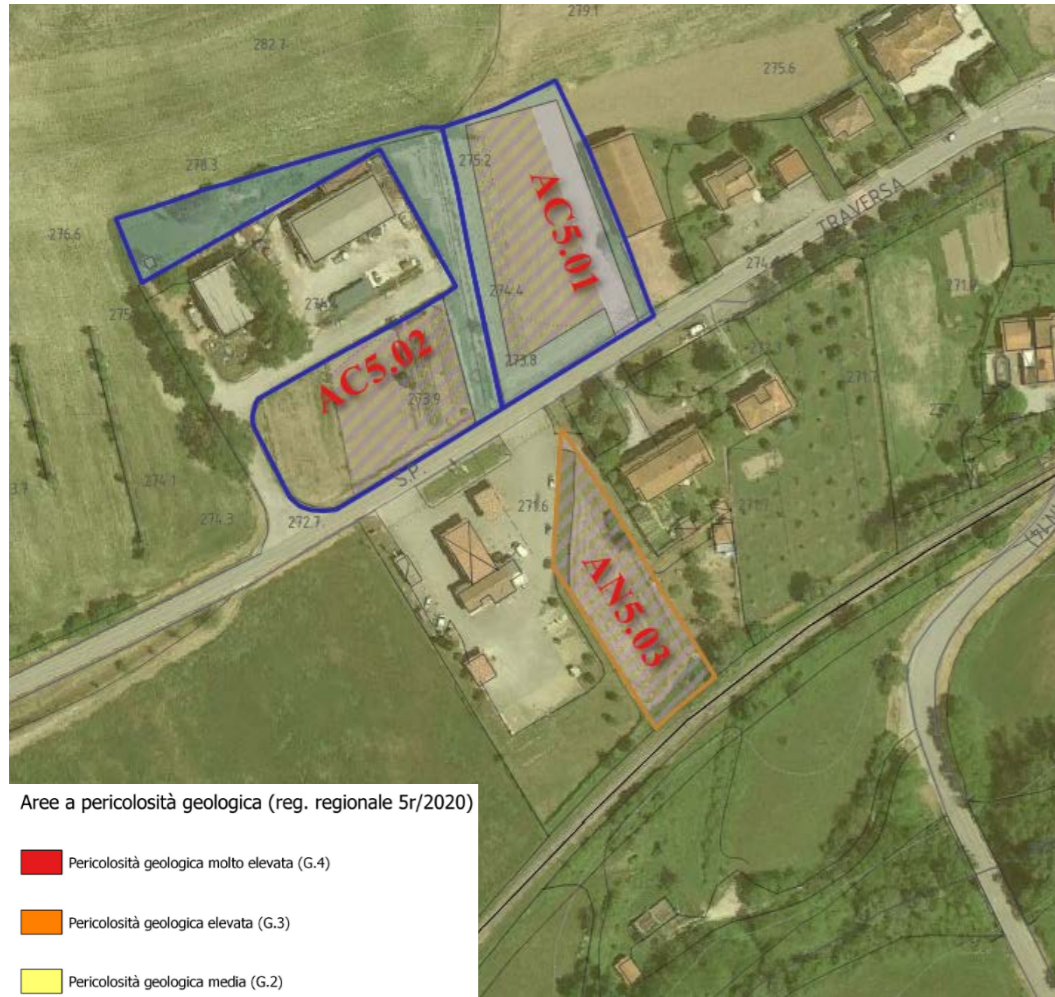 279.1
282.7
275.6
278.3
275.2
276.6
AC5.01
TRAVERSA
274.4
AC5.02
273.8
273.9
271.7
S.P.
274.1
271.6
274.3
272.7
AN5.03
Aree a pericolosità geologica (reg. regionale 5r/2020)
Pericolosità geologica molto elevata (G.4)
Pericolosità geologica elevata (G.3)
Pericolosità geologica media (G.2)